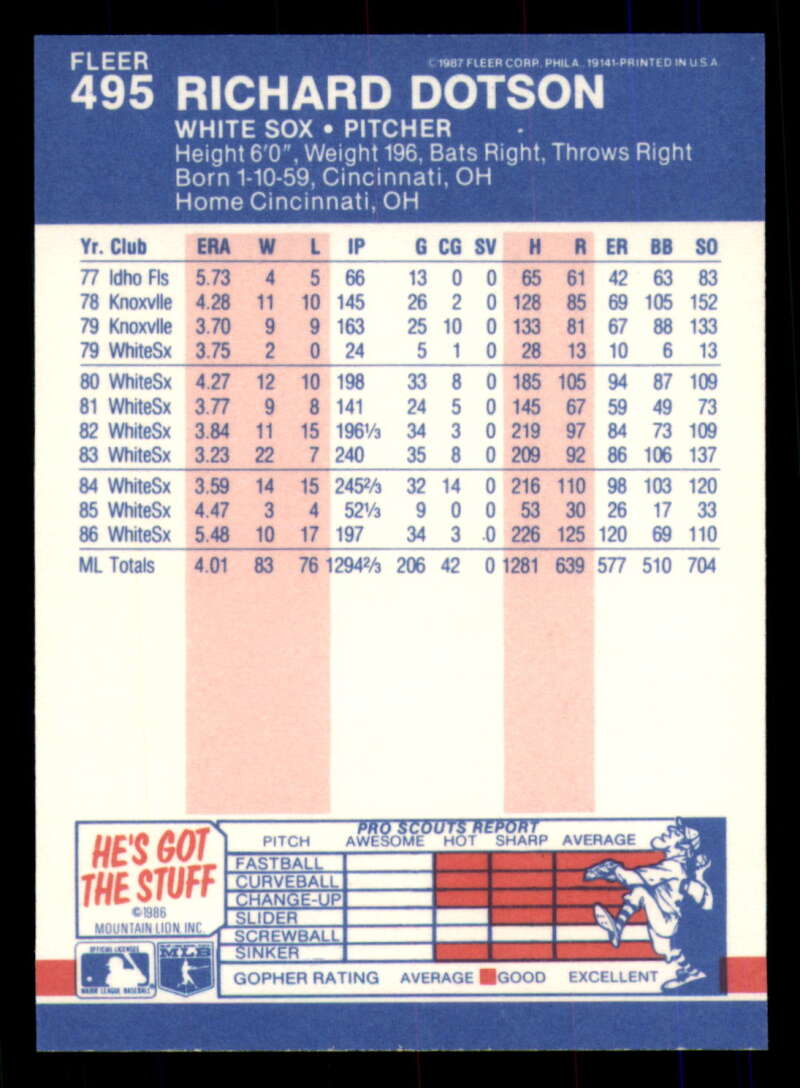 FLEER
©1987 FLEER CORP. PHILA. 19141-PRINTED IN U.S.A.
495 RICHARD DOTSON
WHITE SOX • PITCHER
Height 6'0", Weight 196, Bats Right, Throws Right
Born 1-10-59, Cincinnati, OH
Home Cincinnati, OH
Yr. Club ERA W L IP G CG SV H R ER BB SO
77 Idho Fls 5.73 4 5 66 13 0 0 65 61 42 63 83
78 Knoxvlle 4.28 11 10 145 26 2 0 128 85 69 105 152
79 Knoxvlle 3.70 9 9 163 25 10 0 133 81 67 88 133
79 WhiteSx 3.75 2 0 24 5 1 0 28 13 10 6 13
80 WhiteSx 4.27 12 10 198 33 8 0 185 105 94 87 109
81 WhiteSx 3.77 9 8 141 24 5 0 145 67 59 49 73
82 WhiteSx 3.84 11 15 196⅓ 34 3 0 219 97 84 73 109
83 WhiteSx 3.23 22 7 240 35 8 0 209 92 86 106 137
84 WhiteSx 3.59 14 15 245⅔ 32 14 0 216 110 98 103 120
85 WhiteSx 4.47 3 4 52⅓ 9 0 0 53 30 26 17 33
86 WhiteSx 5.48 10 17 197 34 3 0 226 125 120 69 110
ML Totals 4.01 83 76 1294⅔ 206 42 0 1281 639 577 510 704
HE'S GOT
THE STUFF
©1986
MOUNTAIN LION, INC.
OFFICIAL LICENSEE
MAJOR LEAGUE BASEBALL
MLB
PRO SCOUTS REPORT
PITCH AWESOME HOT SHARP AVERAGE
FASTBALL
CURVEBALL
CHANGE-UP
SLIDER
SCREWBALL
SINKER
GOPHER RATING AVERAGE GOOD EXCELLENT